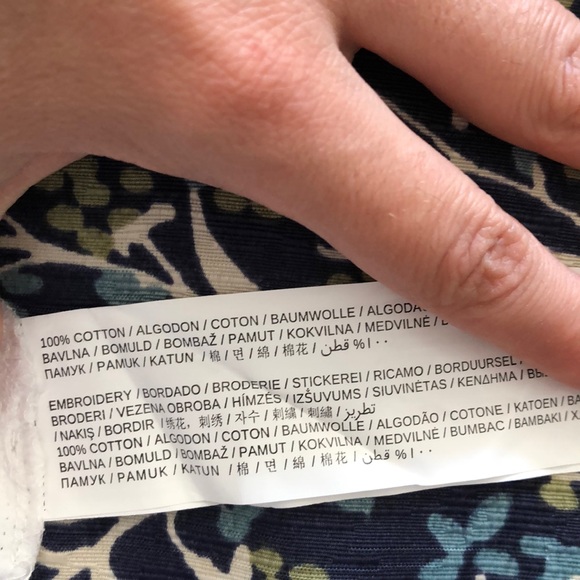 100% COTTON / ALGODON / COTON / BAUMWOLLE /
BAVLNA / BOMULD / BOMBAŽ / PAMUT / KOKVILNA / MEDVILNĖ /
ПАМУК / PAMUK / KATUN / 棉 / 면 / 綿 / 棉花 / قطن %١٠٠
EMBROIDERY / BORDADO / BRODERIE / STICKEREI / RICAMO / BORDUURSEL /
BRODERI / VEZENA OBROBA / HÍMZÉS / IZŠUVUMS / SIUVINĖTAS / ΚΕΝΔΗΜΑ /
/ NAKIŞ / BORDIR / 绣花, 刺绣 / 자수 / 刺繍 / 刺繡 / تطريز
100% COTTON / ALGODON / COTON / BAUMWOLLE / ALGODÃO / COTONE / KATOEN /
BAVLNA / BOMULD / BOMBAŽ / PAMUT / KOKVILNA / MEDVILNĖ / BUMBAC / BAMBAKI /
ПАМУК / PAMUK / KATUN / 棉 / 면 / 綿 / 棉花 / قطن %١٠٠